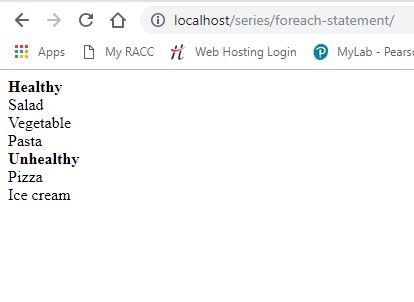 localhost/series/foreach-statement/
Apps My RACC Web Hosting Login MyLab - Pears
Healthy
Salad
Vegetable
Pasta
Unhealthy
Pizza
Ice cream